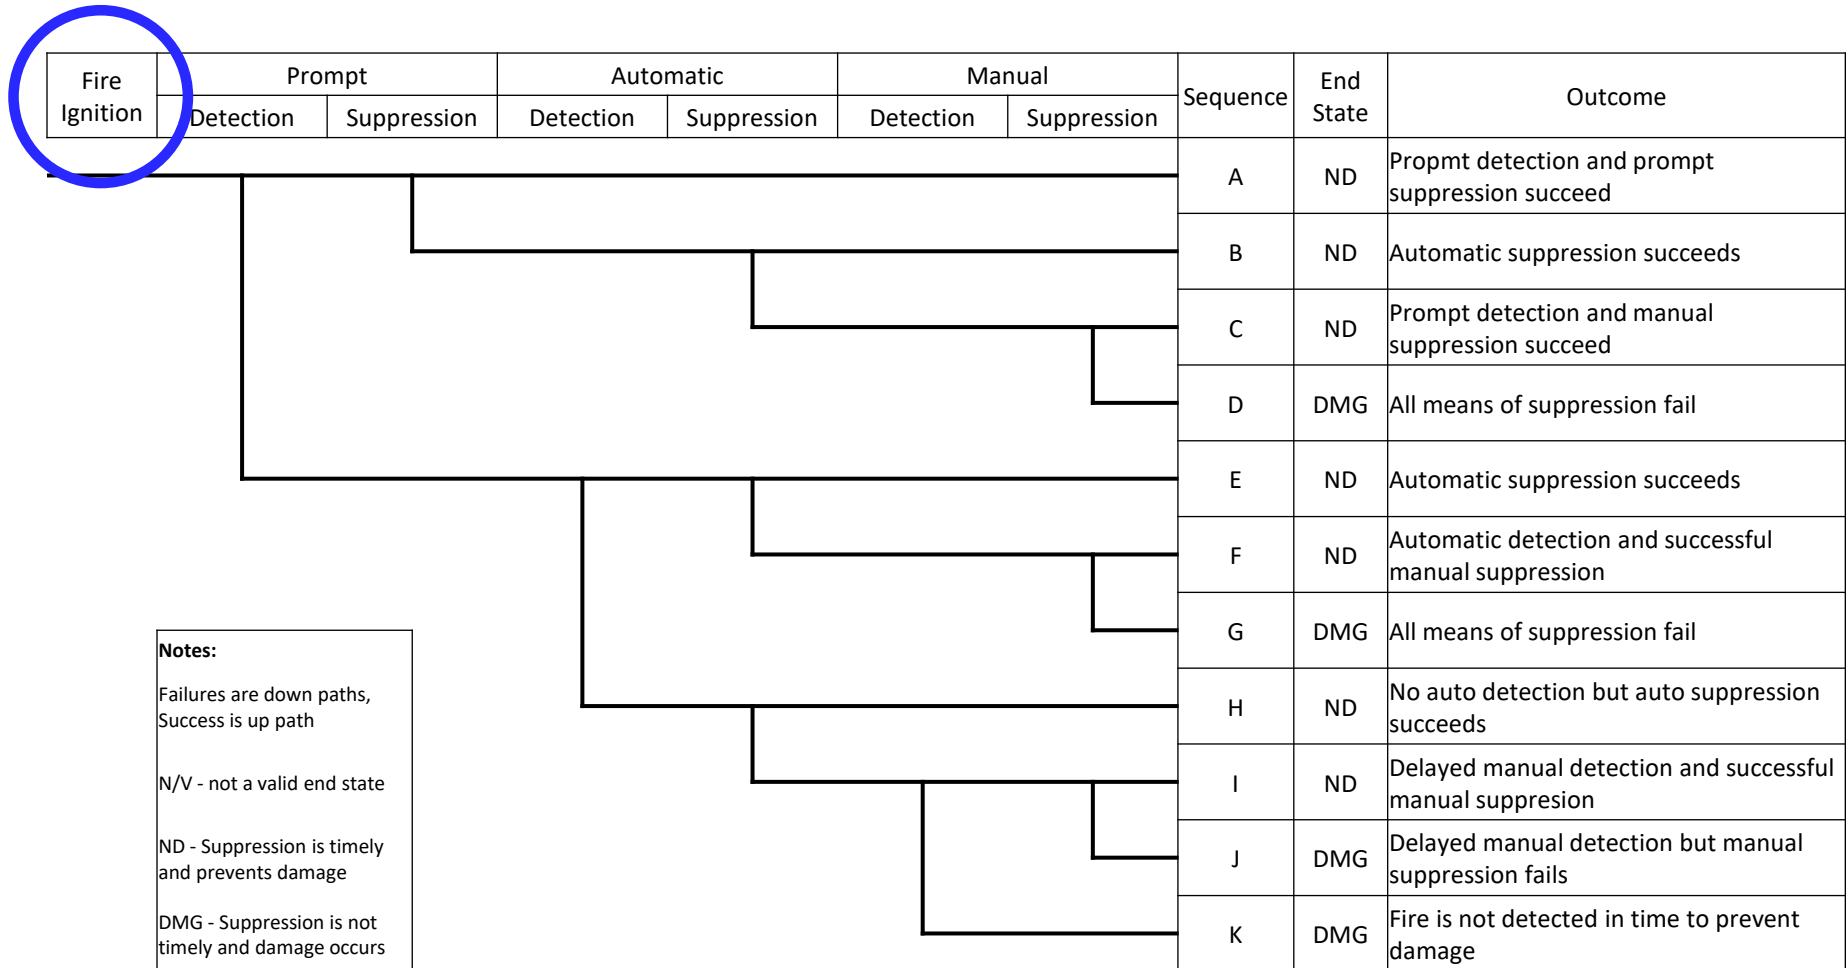 Fire
Ignition
Prompt
Automatic
Manual
Sequence
End
State
Outcome
Detection
Suppression
Detection
Suppression
Detection
Suppression
A
ND
Propmt detection and prompt
suppression succeed
B
ND
Automatic suppression succeeds
C
ND
Prompt detection and manual
suppression succeed
D
DMG
All means of suppression fail
E
ND
Automatic suppression succeeds
F
ND
Automatic detection and successful
manual suppression
G
DMG
All means of suppression fail
H
ND
No auto detection but auto suppression
succeeds
I
ND
Delayed manual detection and successful
manual suppresion
J
DMG
Delayed manual detection but manual
suppression fails
K
DMG
Fire is not detected in time to prevent
damage
Notes:
Failures are down paths,
Success is up path
N/V - not a valid end state
ND - Suppression is timely
and prevents damage
DMG - Suppression is not
timely and damage occurs